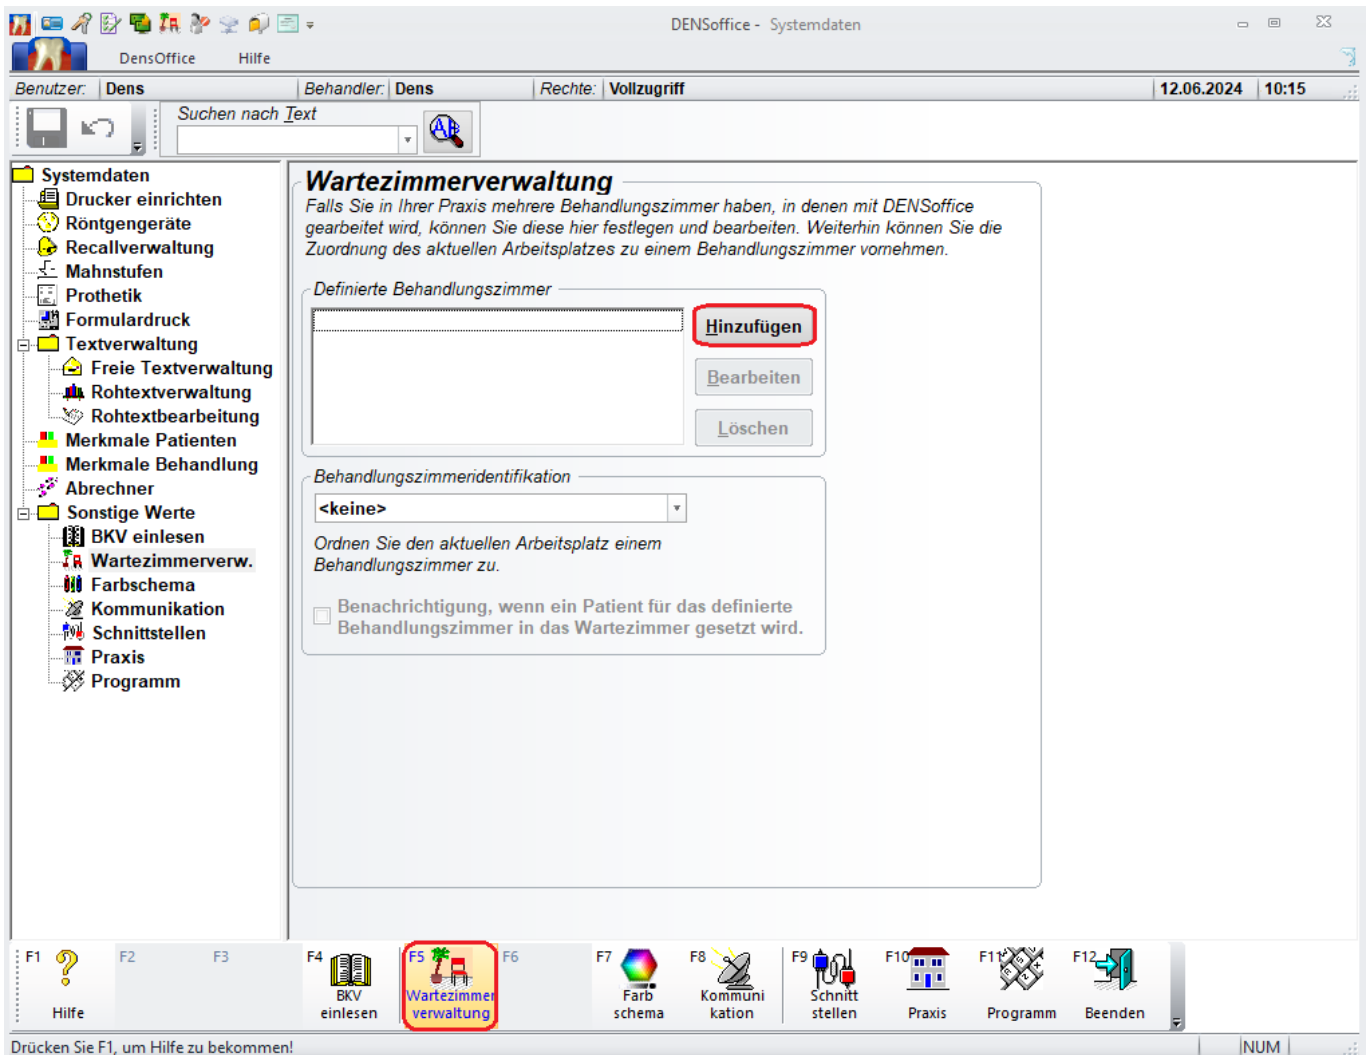 DENSoffice - Systemdaten
DensOffice Hilfe
Benutzer: Dens Behandler: Dens Rechte: Vollzugriff 12.06.2024 10:15
Suchen nach Text
Systemdaten
Drucker einrichten
Röntgengeräte
Recallverwaltung
Mahnstufen
Prothetik
Formulardruck
Textverwaltung
Freie Textverwaltung
Rohtextverwaltung
Rohtextbearbeitung
Merkmale Patienten
Merkmale Behandlung
Abrechner
Sonstige Werte
BKV einlesen
Wartezimmerverw.
Farbschema
Kommunikation
Schnittstellen
Praxis
Programm
Wartezimmerverwaltung
Falls Sie in Ihrer Praxis mehrere Behandlungszimmer haben, in denen mit DENSoffice
gearbeitet wird, können Sie diese hier festlegen und bearbeiten. Weiterhin können Sie die
Zuordnung des aktuellen Arbeitsplatzes zu einem Behandlungszimmer vornehmen.
Definierte Behandlungszimmer
Hinzufügen
Bearbeiten
Löschen
Behandlungszimmeridentifikation
<keine>
Ordnen Sie den aktuellen Arbeitsplatz einem
Behandlungszimmer zu.
Benachrichtigung, wenn ein Patient für das definierte
Behandlungszimmer in das Wartezimmer gesetzt wird.
F1 Hilfe
F2
F3
F4 BKV
einlesen
F5 Wartezimmer
verwaltung
F6
F7 Farb
schema
F8 Kommuni
kation
F9 Schnitt
stellen
F10 Praxis
F11 Programm
F12 Beenden
Drücken Sie F1, um Hilfe zu bekommen! NUM